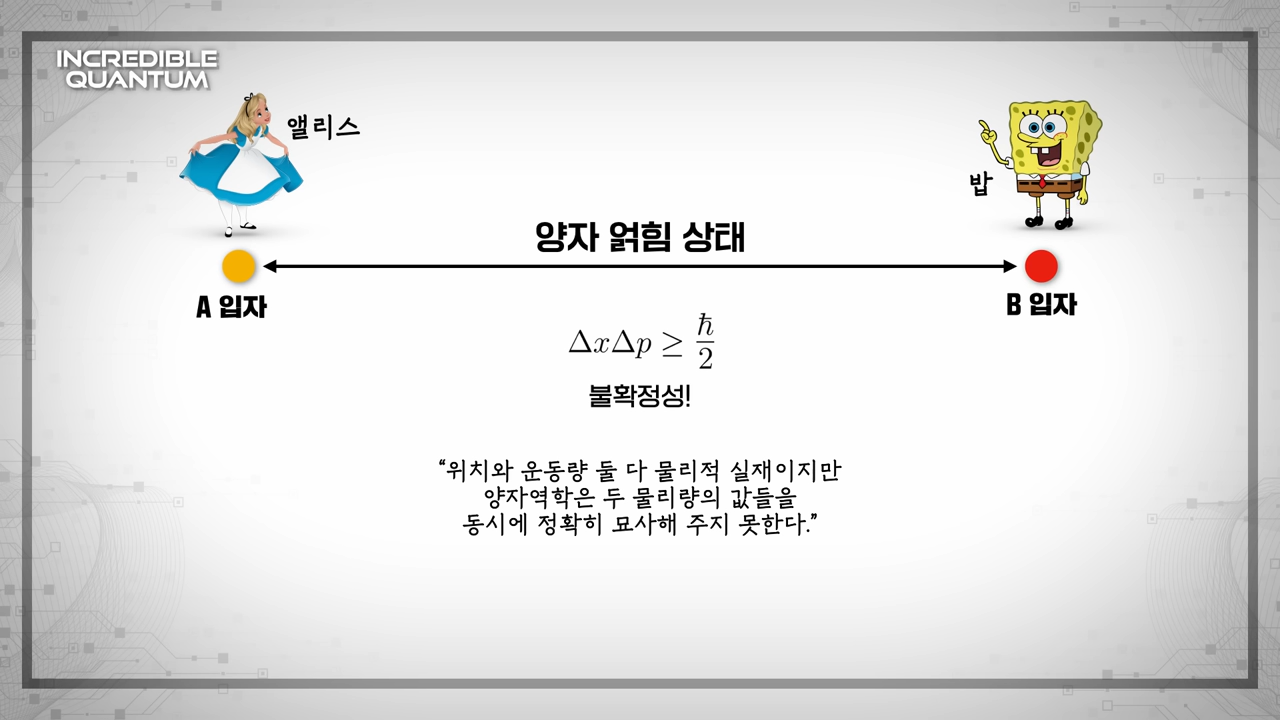 INCREDIBLE
QUANTUM
앨리스
밥
양자 얽힘 상태
A 입자
B 입자
ΔxΔp ≥ ħ/2
불확정성!
“위치와 운동량 둘 다 물리적 실재이지만
양자역학은 두 물리량의 값들을
동시에 정확히 묘사해 주지 못한다.”